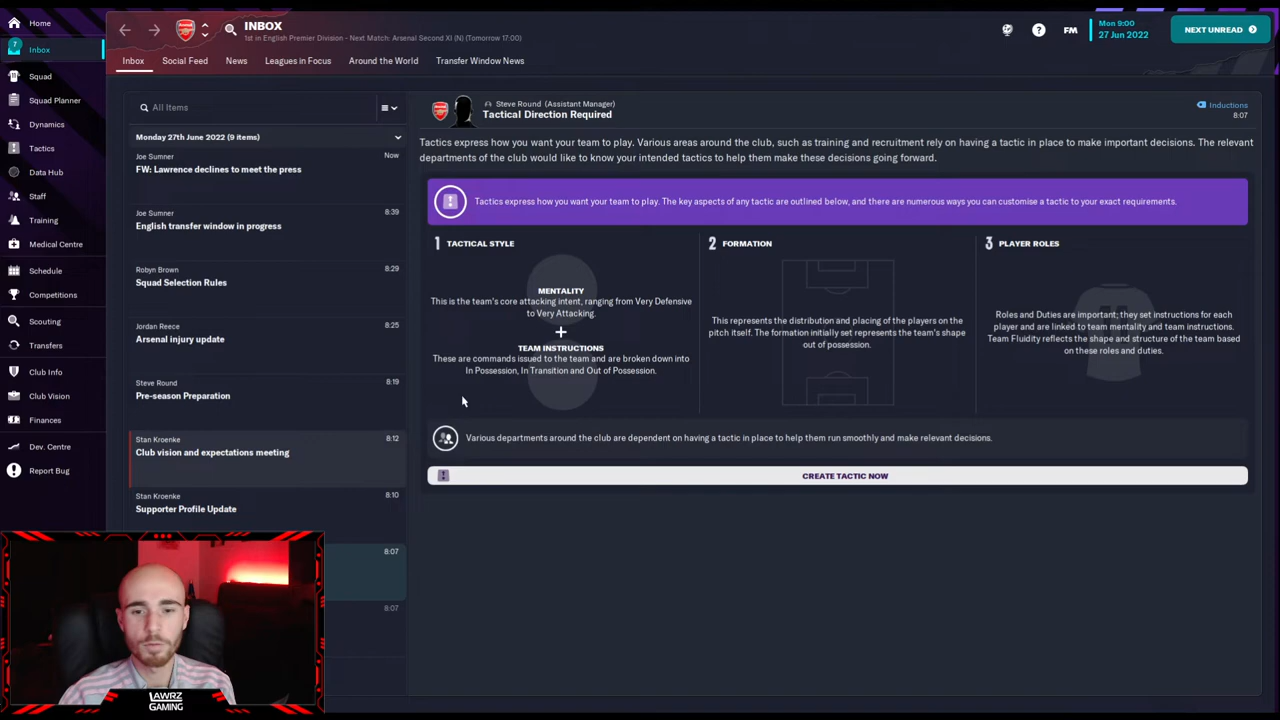 Home
INBOX
1st in English Premier Division - Next Match: Arsenal Second XI (N) (Tomorrow 17:00)
?
FM
Mon 9:00
27 Jun 2022
NEXT UNREAD
7
Inbox
Inbox
Social Feed
News
Leagues in Focus
Around the World
Transfer Window News
Squad
Squad Planner
Dynamics
Tactics
Data Hub
Staff
Training
Medical Centre
Schedule
Competitions
Scouting
Transfers
Club Info
Club Vision
Finances
Dev. Centre
Report Bug
All Items
Monday 27th June 2022 (9 items)
Joe Sumner
Now
FW: Lawrence declines to meet the press
Joe Sumner
8:39
English transfer window in progress
Robyn Brown
8:29
Squad Selection Rules
Jordan Reece
8:25
Arsenal injury update
Steve Round
8:19
Pre-season Preparation
Stan Kroenke
8:12
Club vision and expectations meeting
Stan Kroenke
8:10
Supporter Profile Update
8:07
8:07
Steve Round (Assistant Manager)
Tactical Direction Required
Inductions
8:07
Tactics express how you want your team to play. Various areas around the club, such as training and recruitment rely on having a tactic in place to make important decisions. The relevant
departments of the club would like to know your intended tactics to help them make these decisions going forward.
Tactics express how you want your team to play. The key aspects of any tactic are outlined below, and there are numerous ways you can customise a tactic to your exact requirements.
1 TACTICAL STYLE
MENTALITY
This is the team's core attacking intent, ranging from Very Defensive
to Very Attacking.
+
TEAM INSTRUCTIONS
These are commands issued to the team and are broken down into
In Possession, In Transition and Out of Possession.
2 FORMATION
This represents the distribution and placing of the players on the
pitch itself. The formation initially set represents the team's shape
out of possession.
3 PLAYER ROLES
Roles and Duties are important; they set instructions for each
player and are linked to team mentality and team instructions.
Team Fluidity reflects the shape and structure of the team based
on these roles and duties.
Various departments around the club are dependent on having a tactic in place to help them run smoothly and make relevant decisions.
CREATE TACTIC NOW
LAWRZ
GAMING